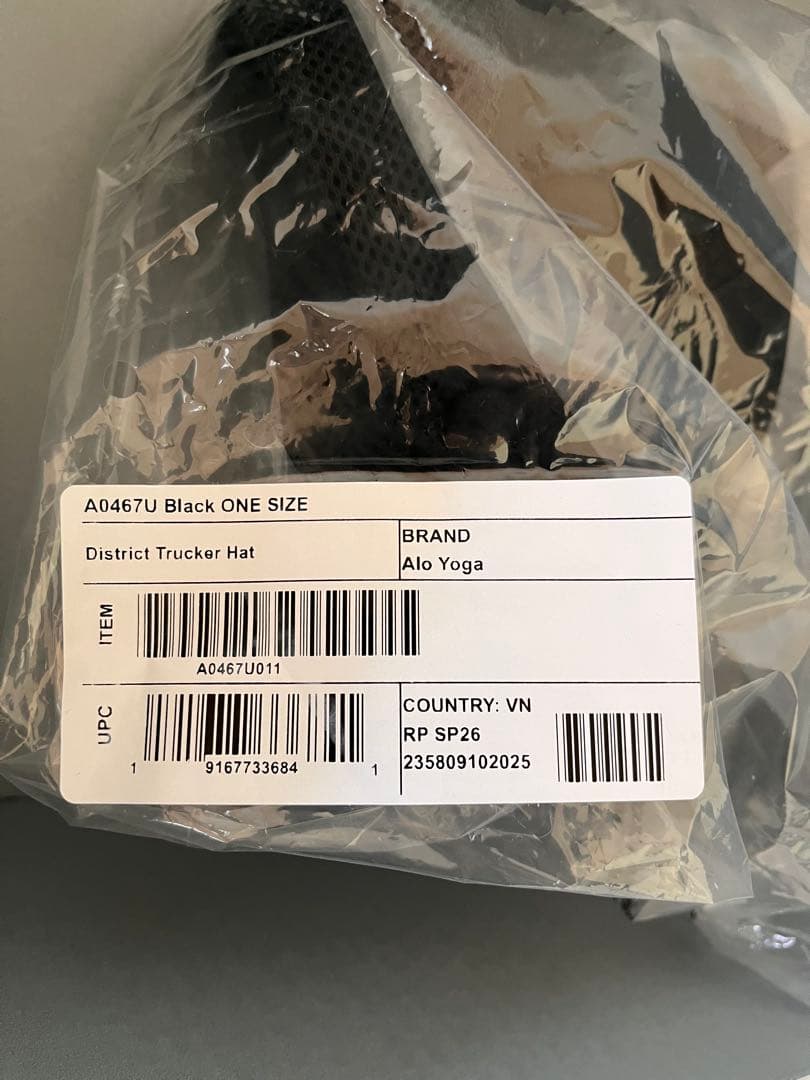 A0467U Black ONE SIZE
District Trucker Hat
BRAND
Alo Yoga
ITEM
A0467U011
UPC
1 9167733684 1
COUNTRY: VN
RP SP26
235809102025